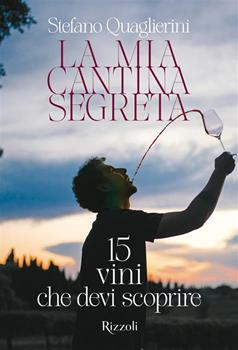 Stefano Quaglierini
LA MIA
CANTINA
SEGRETA
15
vini
che devi scoprire
Rizzoli